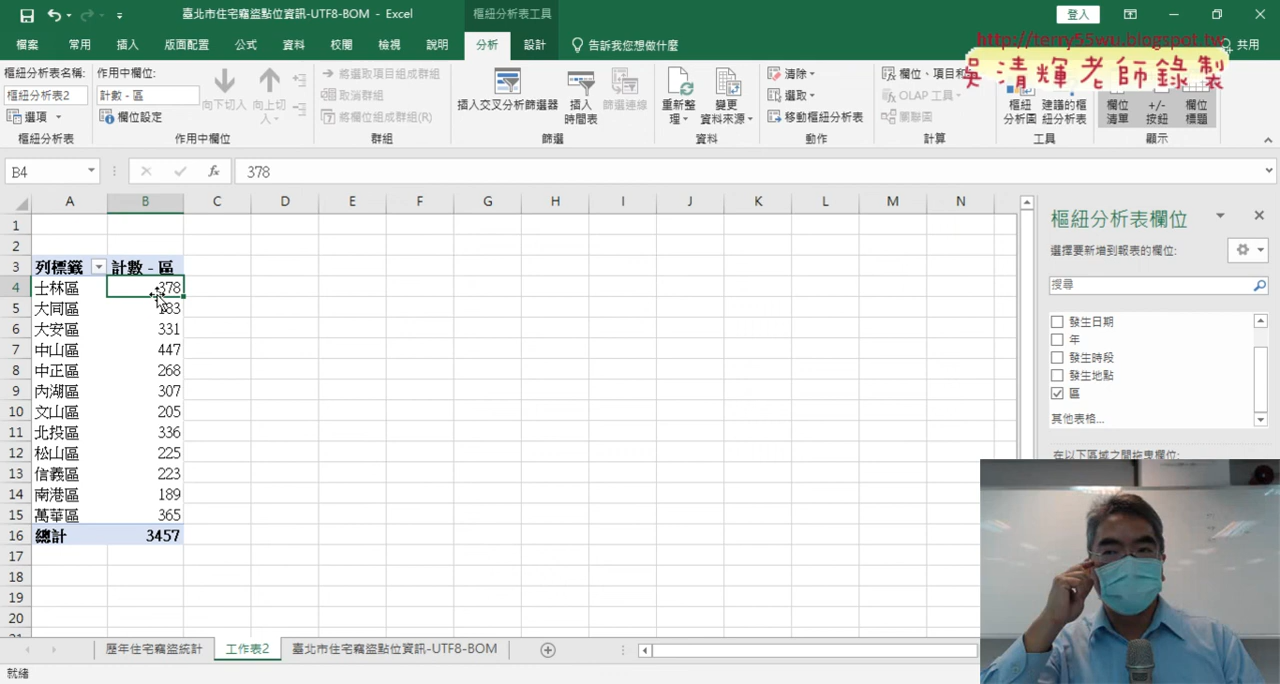 臺北市住宅竊盜點位資訊-UTF8-BOM - Excel
樞紐分析表工具
登入
http://terry55wu.blogspot.tw
檔案 常用 插入 版面配置 公式 資料 校閱 檢視 說明 分析 設計 告訴我您想做什麼 共用
吳清輝老師錄製
樞紐分析表名稱:
樞紐分析表2
選項
樞紐分析表
作用中欄位:
計數 - 區
欄位設定
向下切入
向上切入
作用中欄位
將選取項目組成群組
取消群組
將欄位組成群組(R)
群組
插入交叉分析篩選器
插入時間表
篩選連線
篩選
重新整理
變更資料來源
資料
清除
選取
移動樞紐分析表
動作
欄位、項目和
OLAP 工具
關聯圖
計算
樞紐分析圖
建議的樞紐分析表
工具
欄位清單
+/-按鈕
欄位標題
顯示
B4
fx
378
A B C D E F G H I J K L M N
1
2
3 列標籤 計數 - 區
4 士林區 378
5 大同區 183
6 大安區 331
7 中山區 447
8 中正區 268
9 內湖區 307
10 文山區 205
11 北投區 336
12 松山區 225
13 信義區 223
14 南港區 189
15 萬華區 365
16 總計 3457
17
18
19
20
樞紐分析表欄位
選擇要新增到報表的欄位:
搜尋
發生日期
年
發生時段
發生地點
區
其他表格...
在以下區域之間拖曳欄位:
歷年住宅竊盜統計 工作表2 臺北市住宅竊盜點位資訊-UTF8-BOM
就緒